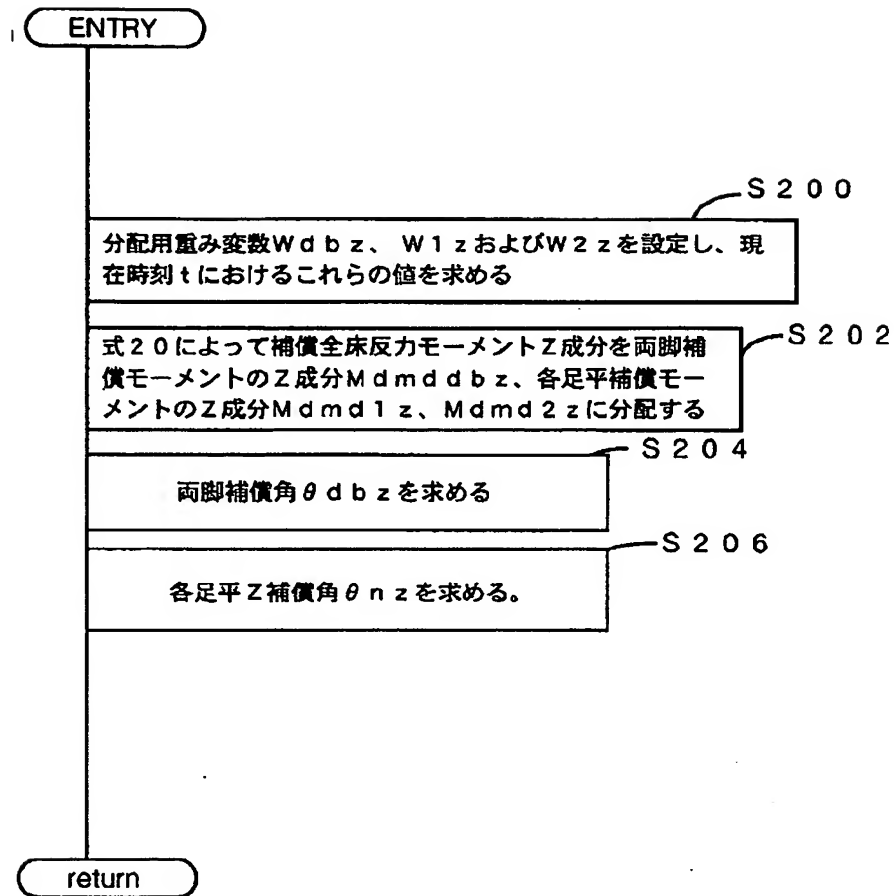 ENTRY
S200
分配用重み変数Wdbz、W1zおよびW2zを設定し、現
在時刻tにおけるこれらの値を求める
S202
式20によって補償全床反力モーメントZ成分を両脚補
償モーメントのZ成分Mdmddbz、各足平補償モー
メントのZ成分Mdmd1z、Mdmd2zに分配する
S204
両脚補償角θdbzを求める
S206
各足平Z補償角θnzを求める。
return